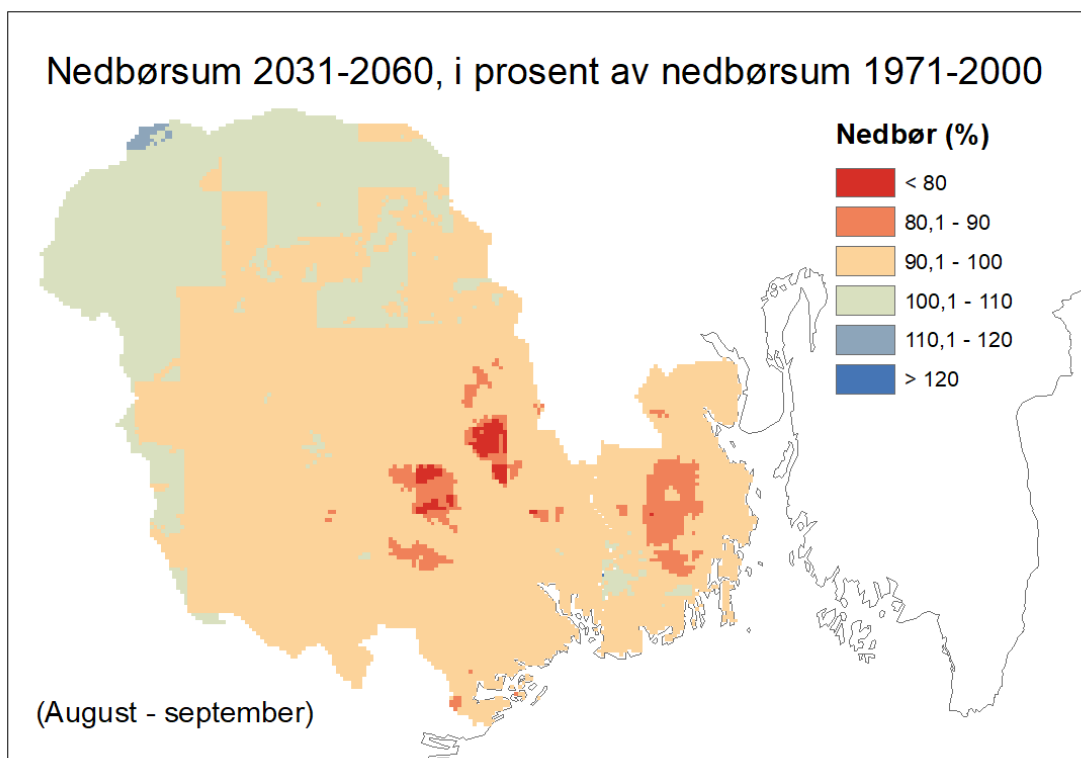 Nedbørsum 2031-2060, i prosent av nedbørsum 1971-2000
Nedbør (%)
< 80
80,1 - 90
90,1 - 100
100,1 - 110
110,1 - 120
> 120
(August - september)